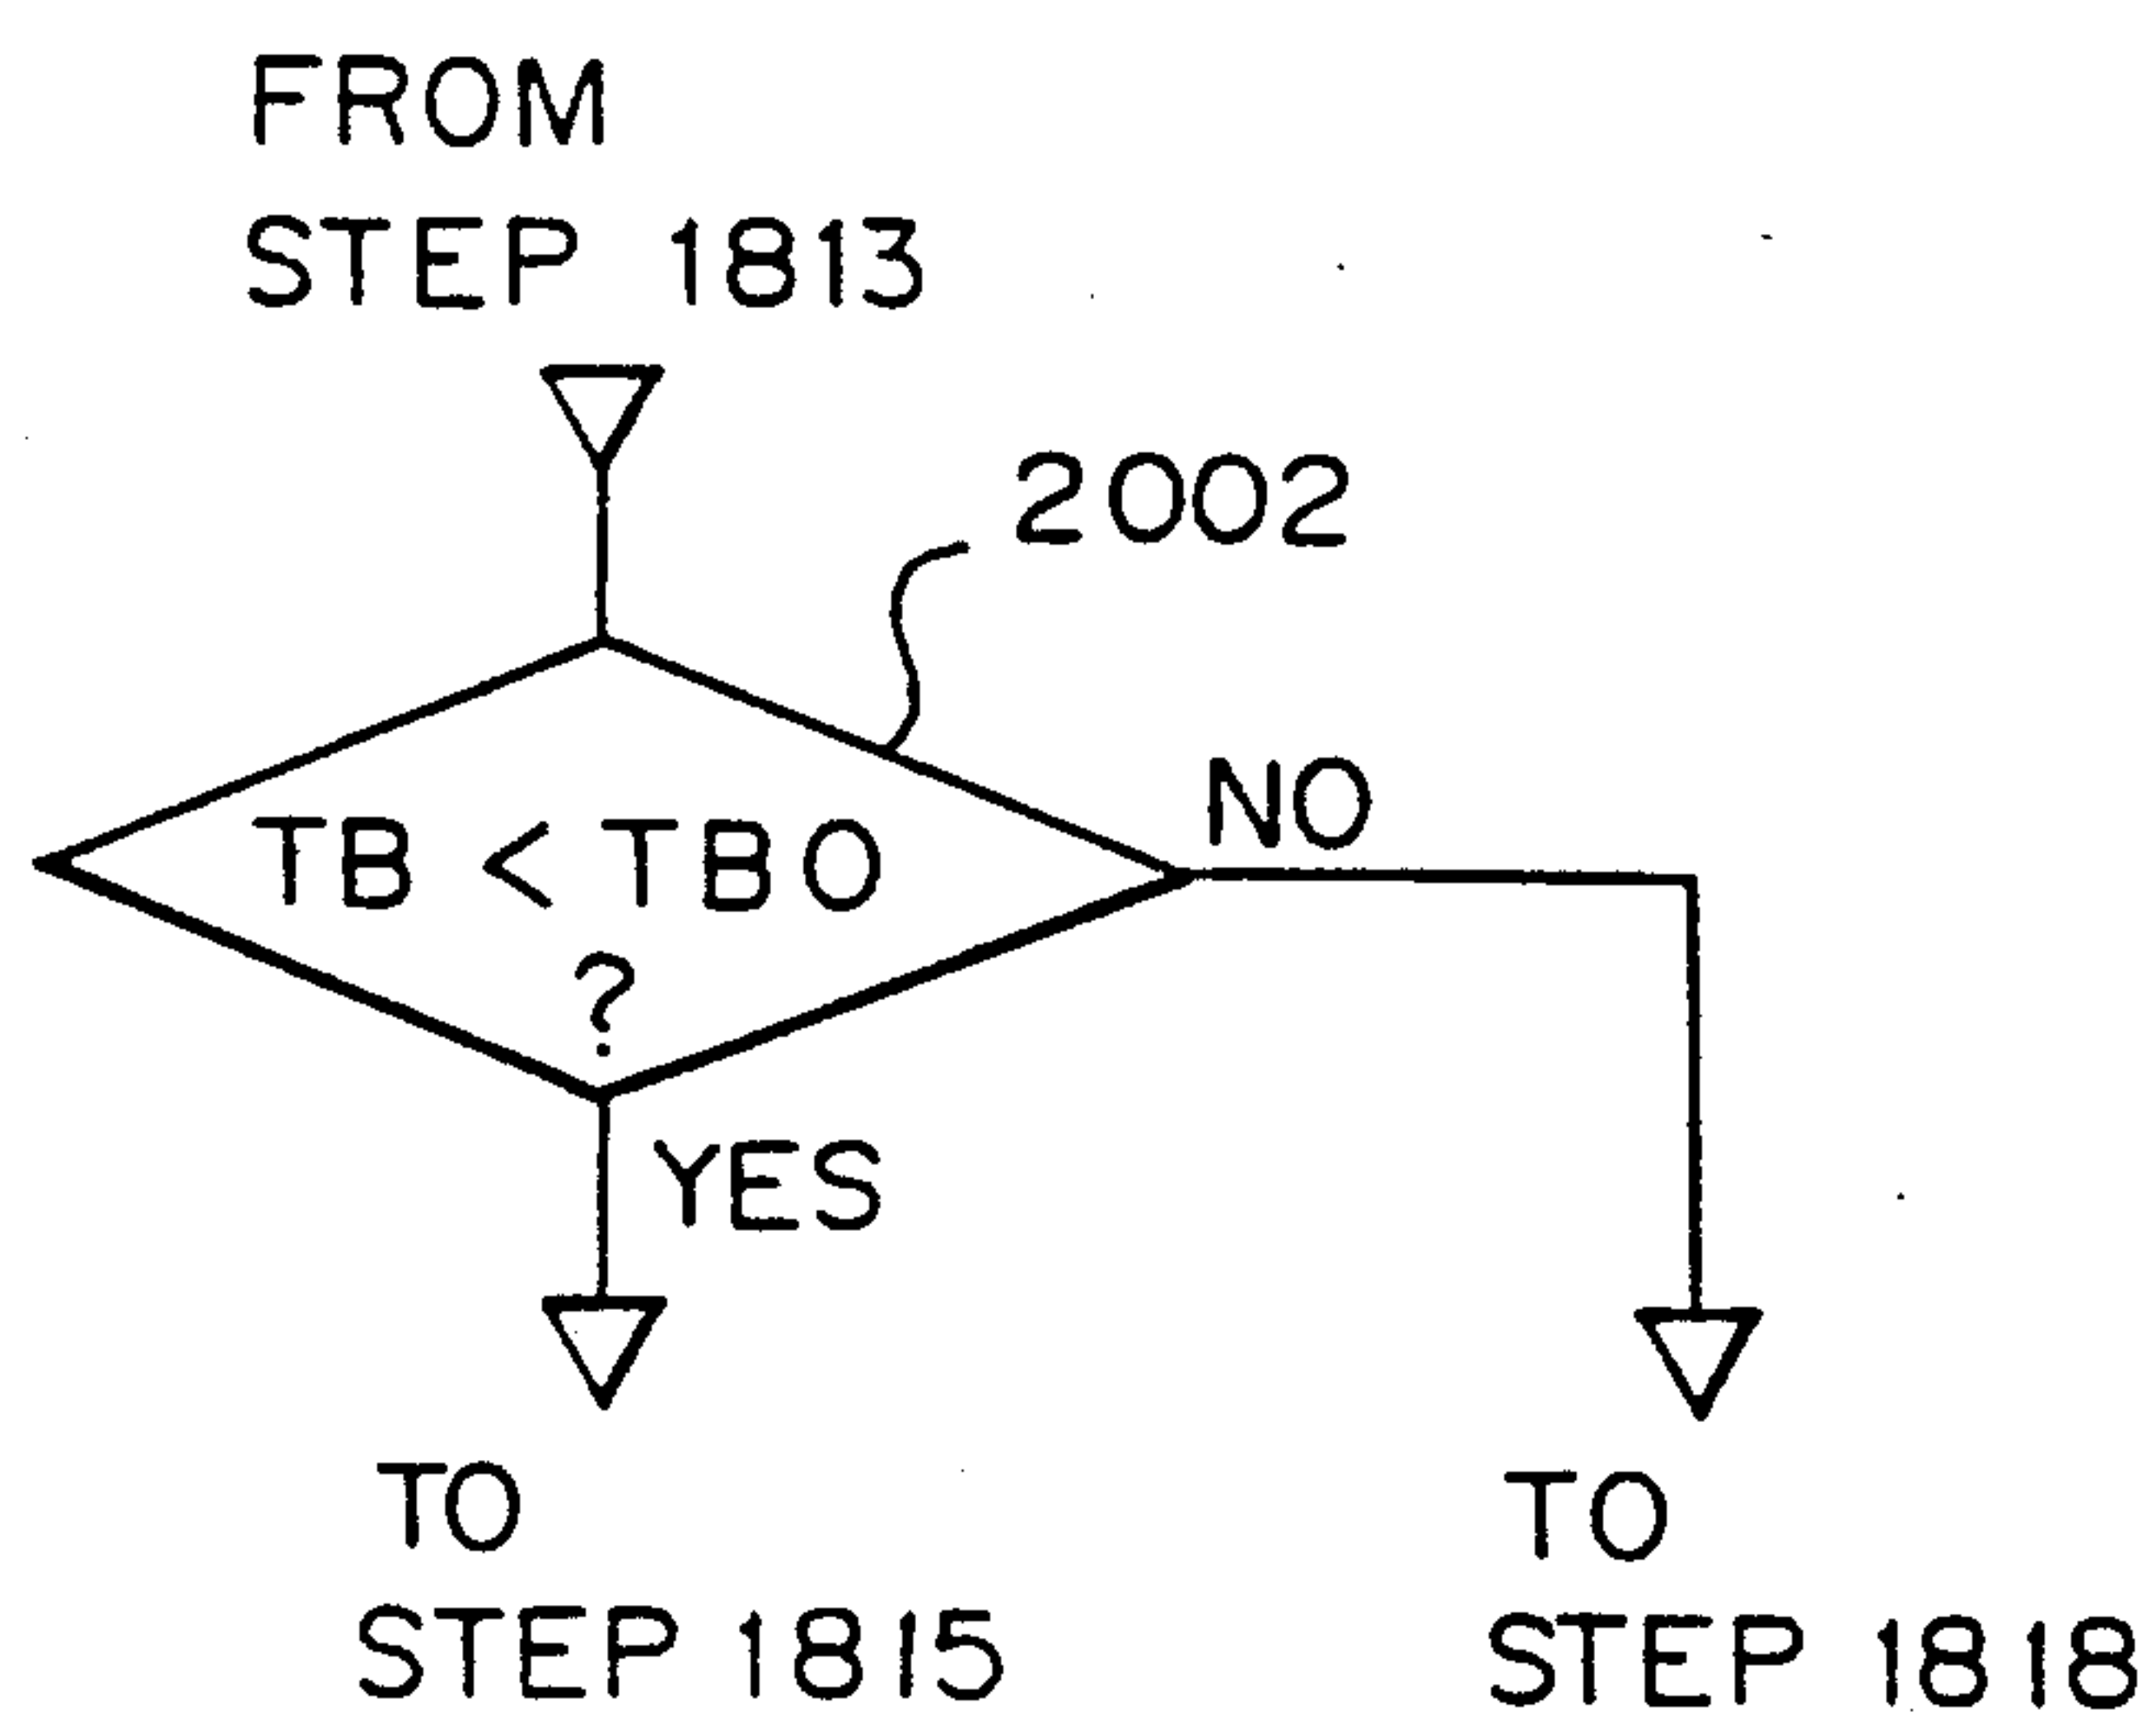 FROM
STEP 1813
2002
NO
TB < TBO
?
YES
TO
STEP 1815
TO
STEP 1818